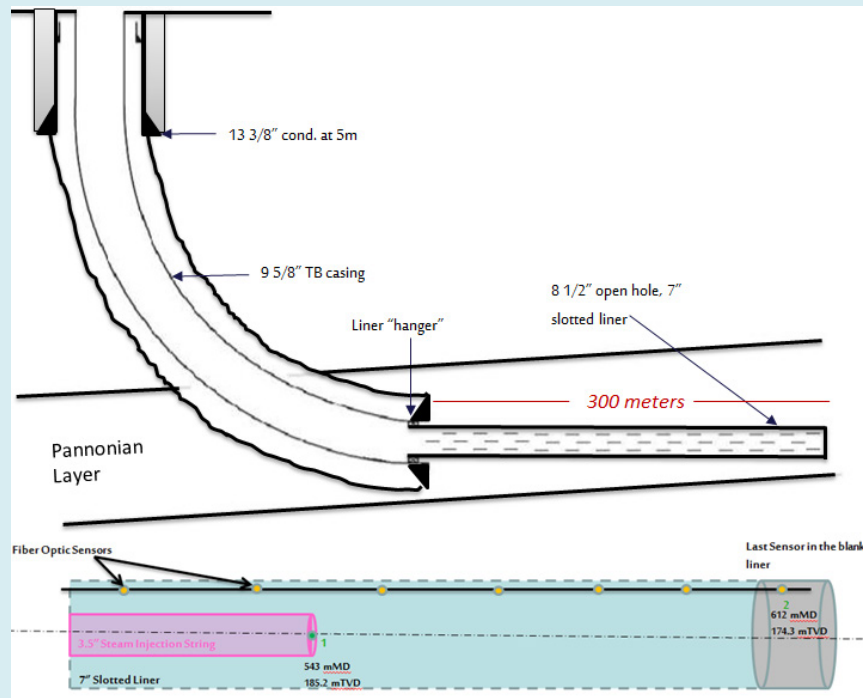 13 3/8” cond. at 5m
9 5/8” TB casing
8 1/2” open hole, 7”
slotted liner
Liner “hanger”
300 meters
Pannonian
Layer
Fiber Optic Sensors
Last Sensor in the blank
liner
2
612 mMD
174.3 mTVD
1
3.5” Steam Injection String
543 mMD
185.2 mTVD
7” Slotted Liner